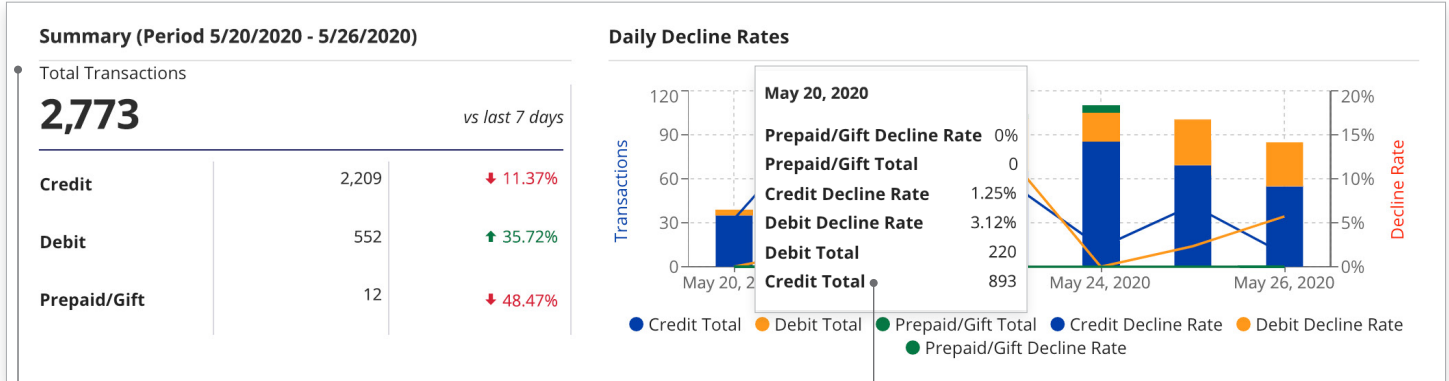 Summary (Period 5/20/2020 - 5/26/2020)
Total Transactions
2,773
vs last 7 days
Credit 2,209 11.37%
Debit 552 35.72%
Prepaid/Gift 12 48.47%
Daily Decline Rates
Transactions
120
90
60
30
0
May 20, 2020
Prepaid/Gift Decline Rate 0%
Prepaid/Gift Total 0
Credit Decline Rate 1.25%
Debit Decline Rate 3.12%
Debit Total 220
Credit Total 893
20%
15%
10%
5%
0%
Decline Rate
May 20, 2
May 24, 2020
May 26, 2020
Credit Total Debit Total Prepaid/Gift Total Credit Decline Rate Debit Decline Rate
Prepaid/Gift Decline Rate